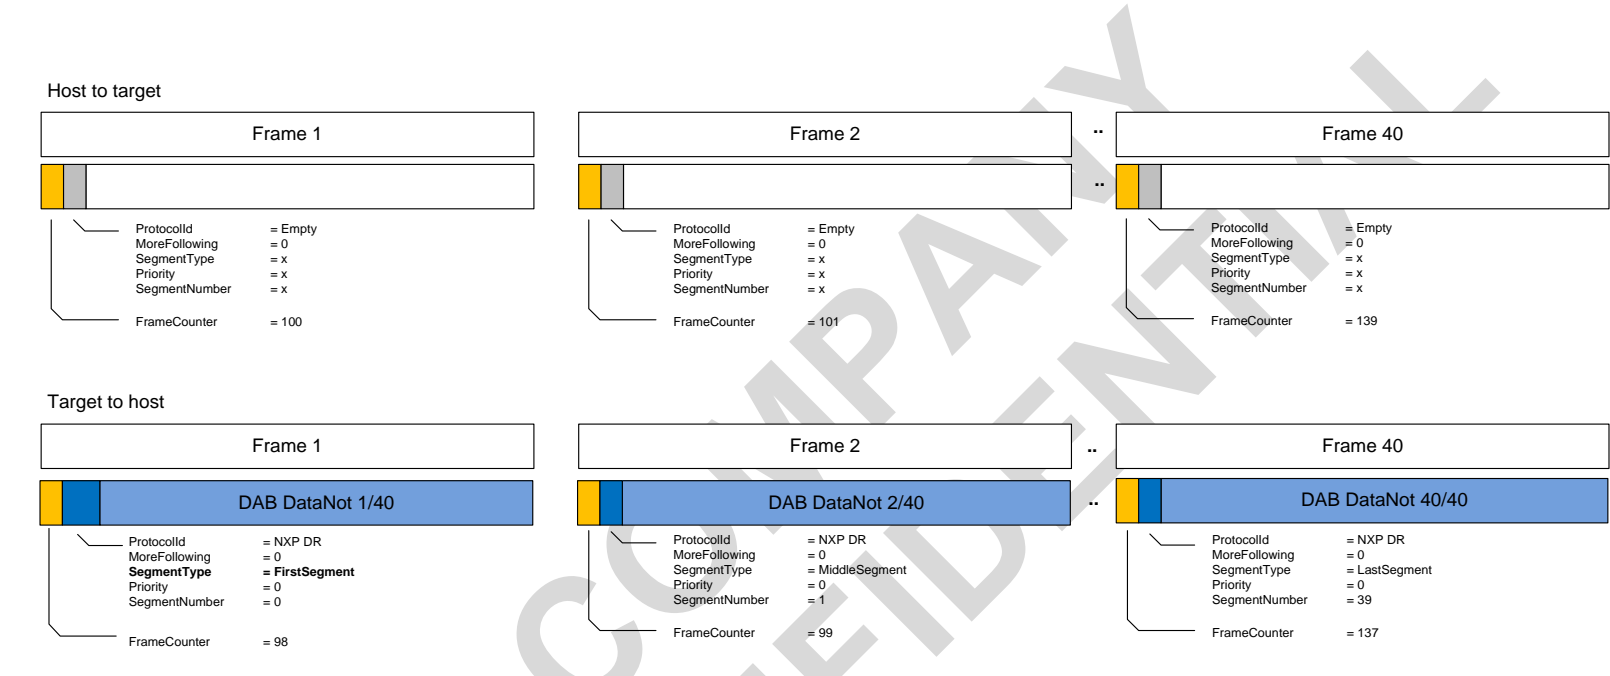 Host to target
Frame 1
Frame 2
..
Frame 40
..
ProtocolId = Empty
MoreFollowing = 0
SegmentType = x
Priority = x
SegmentNumber = x
FrameCounter = 100
ProtocolId = Empty
MoreFollowing = 0
SegmentType = x
Priority = x
SegmentNumber = x
FrameCounter = 101
ProtocolId = Empty
MoreFollowing = 0
SegmentType = x
Priority = x
SegmentNumber = x
FrameCounter = 139
Target to host
Frame 1
Frame 2
..
Frame 40
DAB DataNot 1/40
DAB DataNot 2/40
..
DAB DataNot 40/40
ProtocolId = NXP DR
MoreFollowing = 0
SegmentType = FirstSegment
Priority = 0
SegmentNumber = 0
FrameCounter = 98
ProtocolId = NXP DR
MoreFollowing = 0
SegmentType = MiddleSegment
Priority = 0
SegmentNumber = 1
FrameCounter = 99
ProtocolId = NXP DR
MoreFollowing = 0
SegmentType = LastSegment
Priority = 0
SegmentNumber = 39
FrameCounter = 137
COMPANY
FIDENTIAL